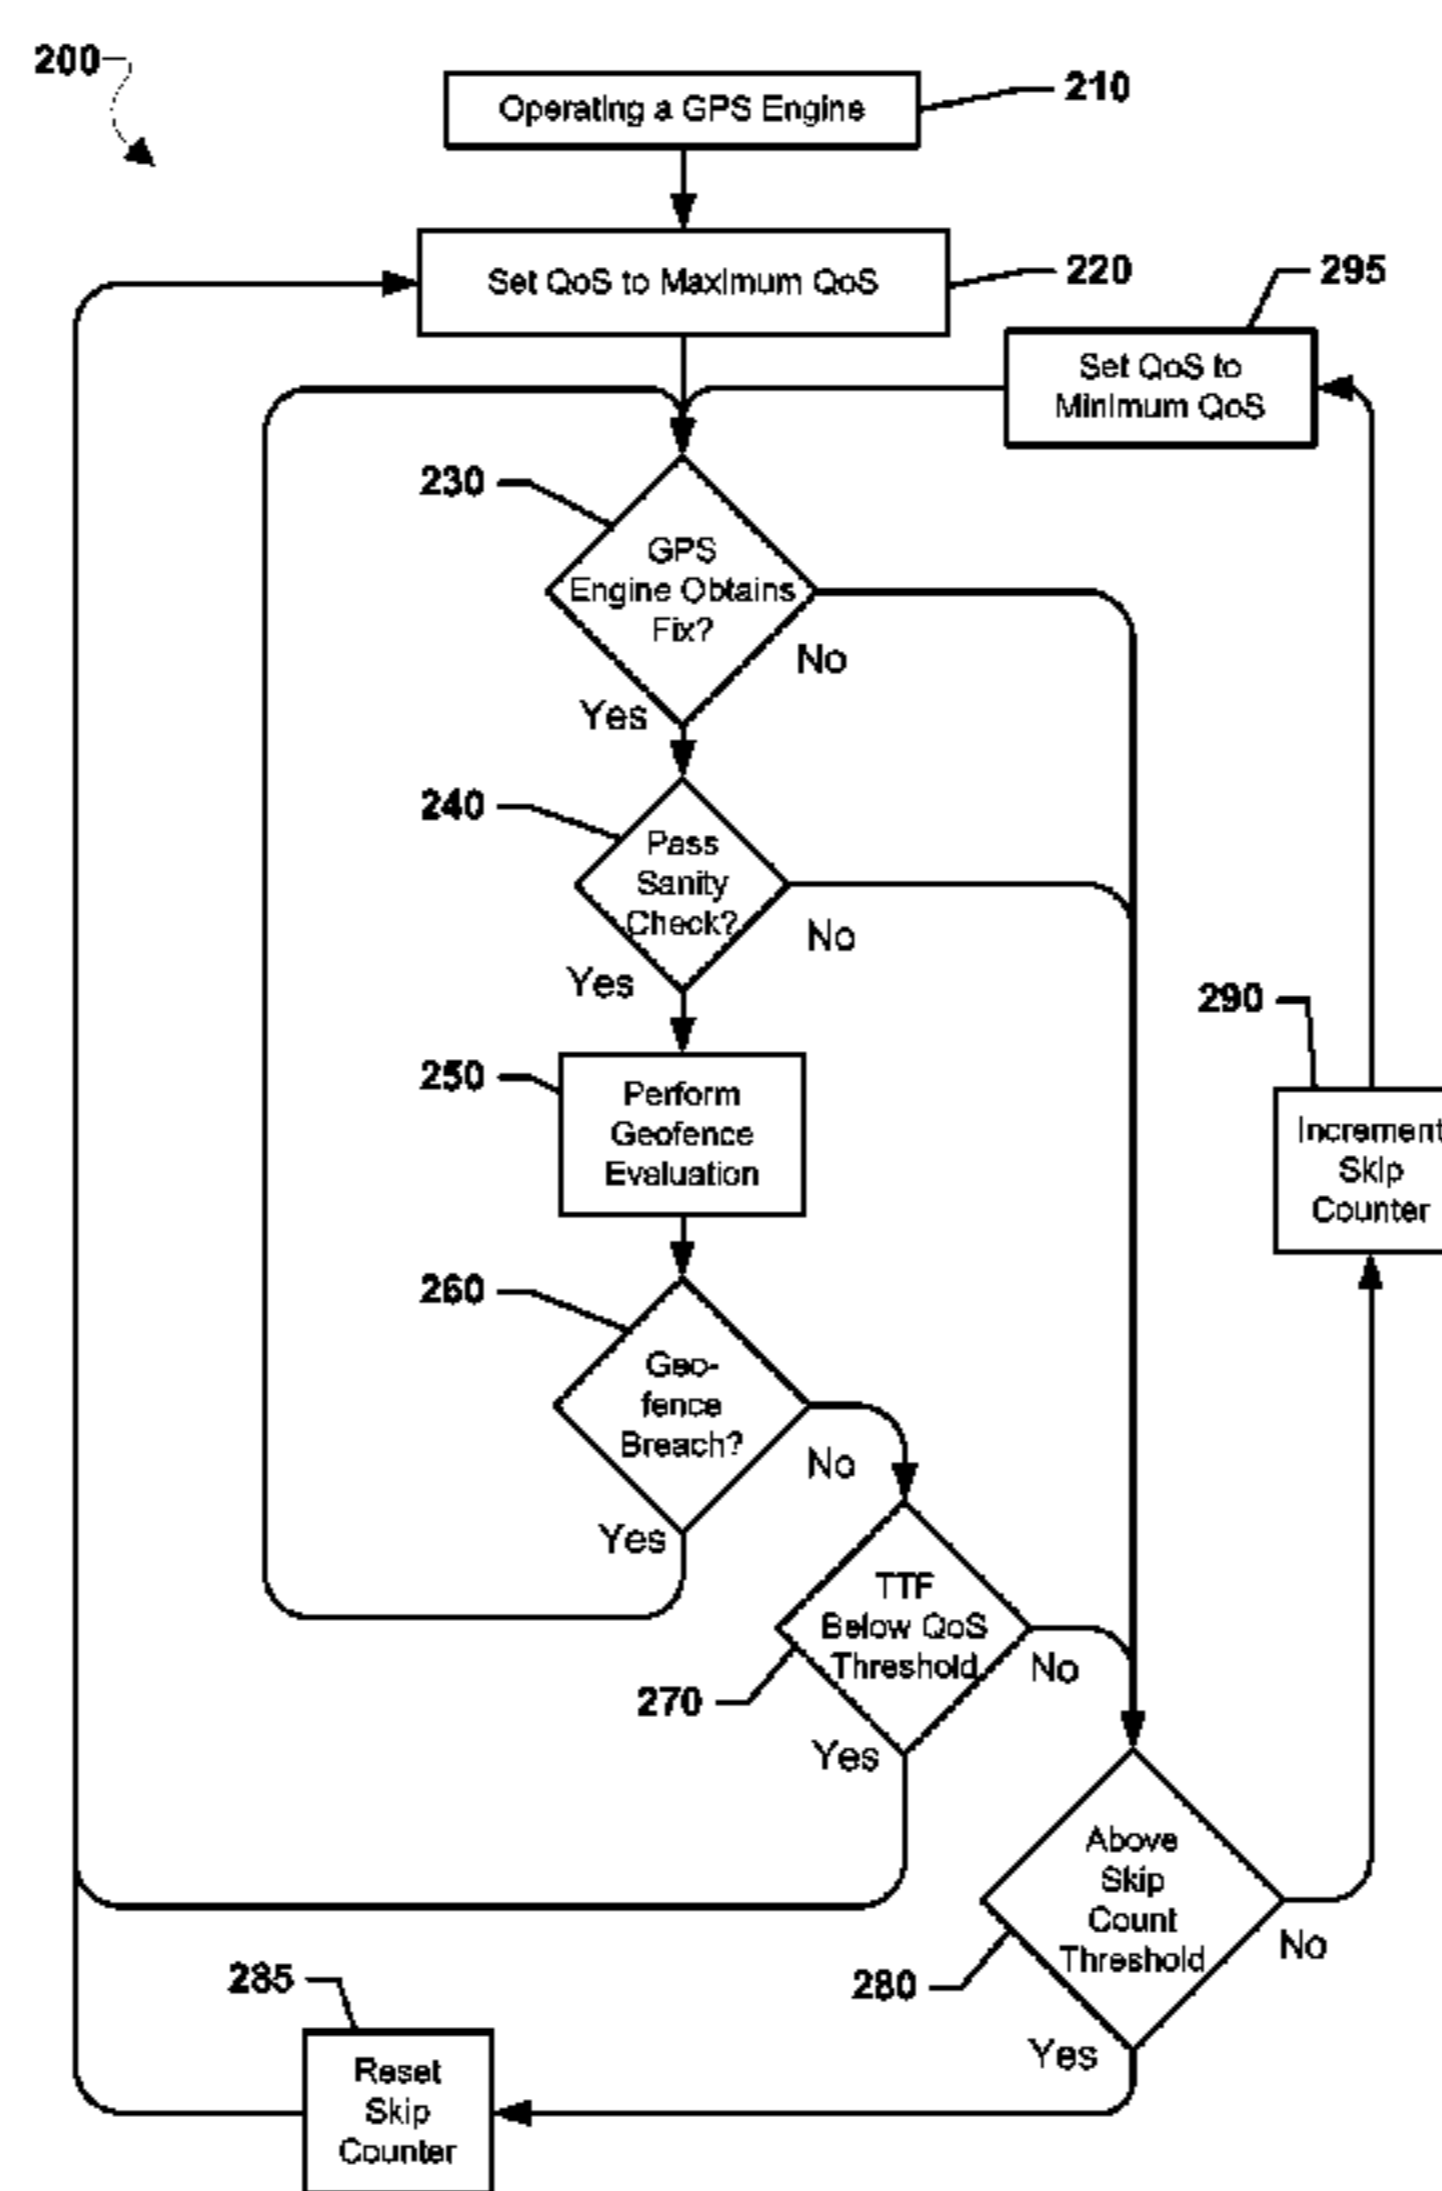 200
Operating a GPS Engine
210
Set QoS to Maximum QoS
220
295
Set QoS to
Minimum QoS
230
GPS
Engine Obtains
Fix?
No
Yes
240
Pass
Sanity
Check?
No
Yes
290
Increment
Skip
Counter
250
Perform
Geofence
Evaluation
260
Geo-
fence
Breach?
No
Yes
TTF
Below QoS
Threshold
No
270
Yes
Above
Skip
Count
Threshold
No
280
Yes
285
Reset
Skip
Counter